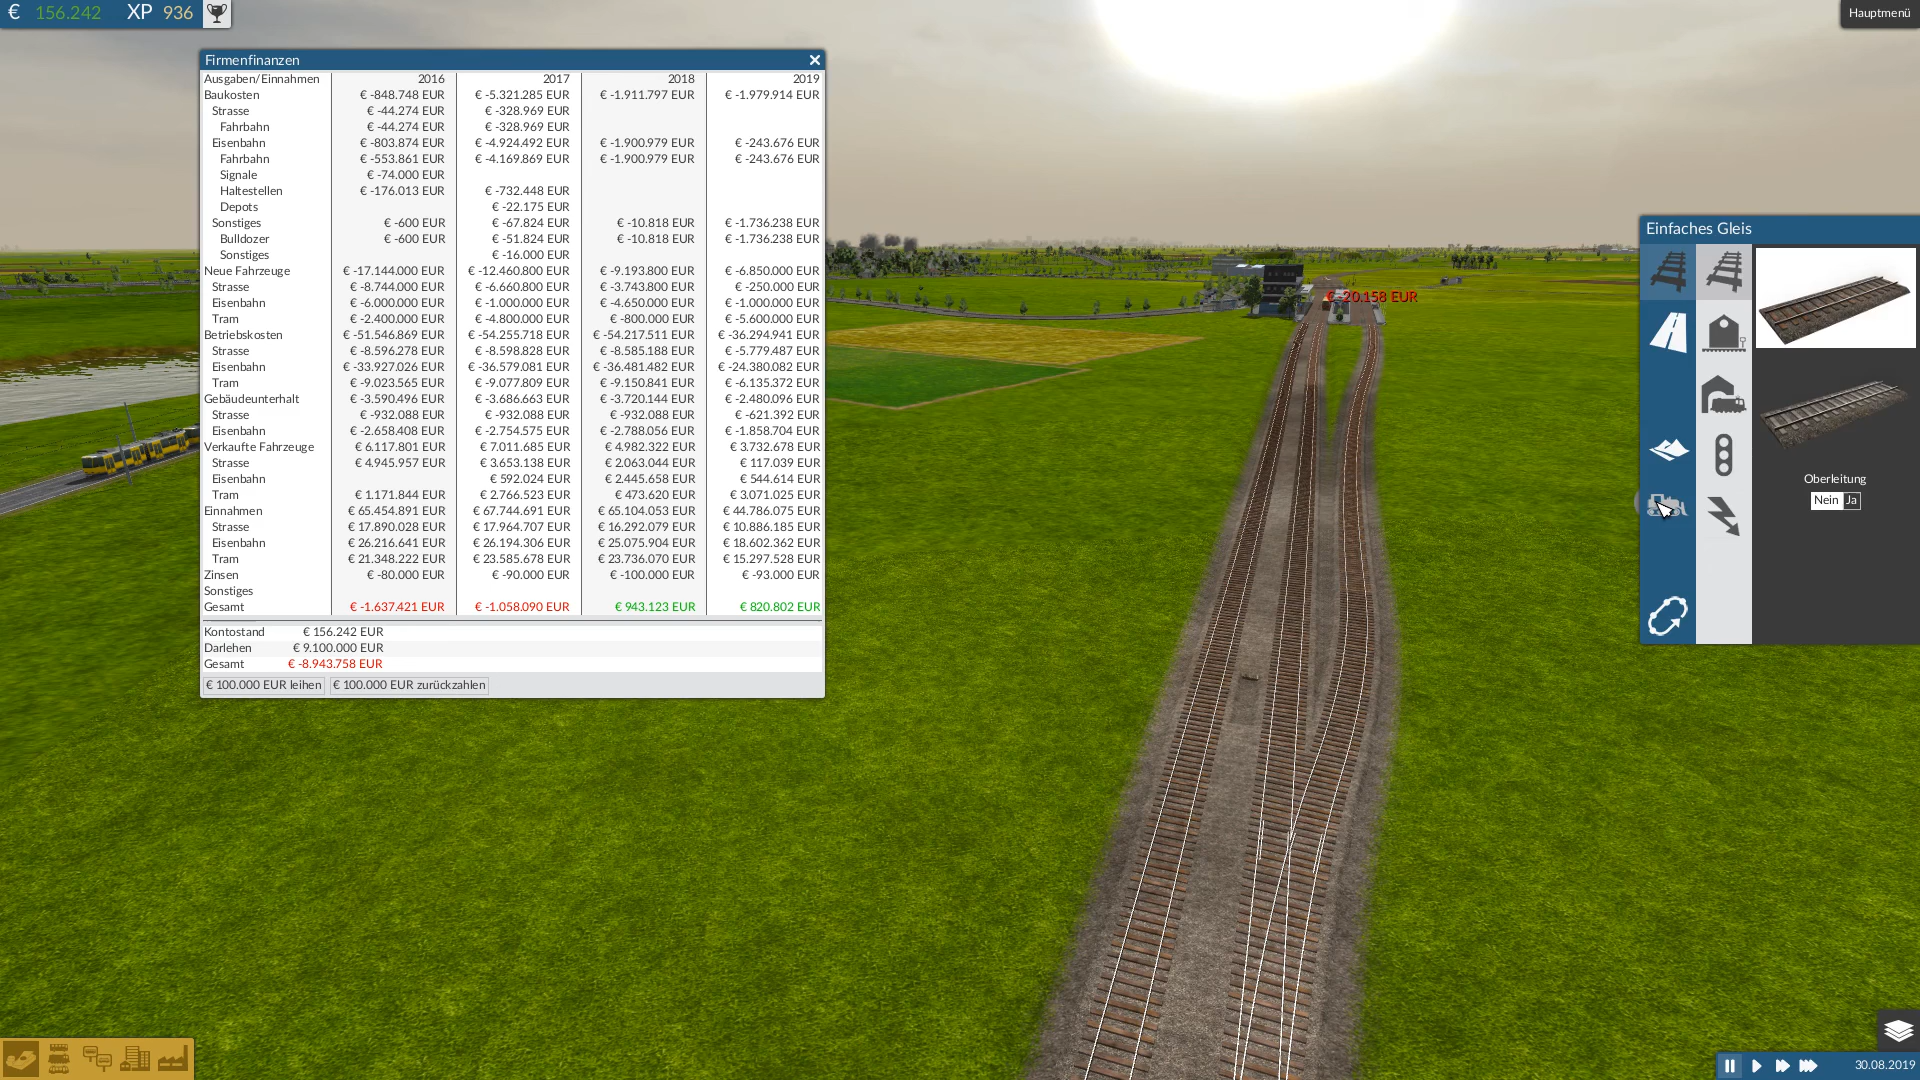 € 156.242 XP 936
Hauptmenü
Firmenfinanzen
Ausgaben/Einnahmen 2016 2017 2018 2019
Baukosten € -848.748 EUR € -5.321.285 EUR € -1.911.797 EUR € -1.979.914 EUR
Strasse € -44.274 EUR € -328.969 EUR
Fahrbahn € -44.274 EUR € -328.969 EUR
Eisenbahn € -803.874 EUR € -4.924.492 EUR € -1.900.979 EUR € -243.676 EUR
Fahrbahn € -553.861 EUR € -4.169.869 EUR € -1.900.979 EUR € -243.676 EUR
Signale € -74.000 EUR
Haltestellen € -176.013 EUR € -732.448 EUR
Depots € -22.175 EUR
Sonstiges € -600 EUR € -67.824 EUR € -10.818 EUR € -1.736.238 EUR
Bulldozer € -600 EUR € -51.824 EUR € -10.818 EUR € -1.736.238 EUR
Sonstiges € -16.000 EUR
Neue Fahrzeuge € -17.144.000 EUR € -12.460.800 EUR € -9.193.800 EUR € -6.850.000 EUR
Strasse € -8.744.000 EUR € -6.660.800 EUR € -3.743.800 EUR € -250.000 EUR
Eisenbahn € -6.000.000 EUR € -1.000.000 EUR € -4.650.000 EUR € -1.000.000 EUR
Tram € -2.400.000 EUR € -4.800.000 EUR € -800.000 EUR € -5.600.000 EUR
Betriebskosten € -51.546.869 EUR € -54.255.718 EUR € -54.217.511 EUR € -36.294.941 EUR
Strasse € -8.596.278 EUR € -8.598.828 EUR € -8.585.188 EUR € -5.779.487 EUR
Eisenbahn € -33.927.026 EUR € -36.579.081 EUR € -36.481.482 EUR € -24.380.082 EUR
Tram € -9.023.565 EUR € -9.077.809 EUR € -9.150.841 EUR € -6.135.372 EUR
Gebäudeunterhalt € -3.590.496 EUR € -3.686.663 EUR € -3.720.144 EUR € -2.480.096 EUR
Strasse € -932.088 EUR € -932.088 EUR € -932.088 EUR € -621.392 EUR
Eisenbahn € -2.658.408 EUR € -2.754.575 EUR € -2.788.056 EUR € -1.858.704 EUR
Verkaufte Fahrzeuge € 6.117.801 EUR € 7.011.685 EUR € 4.982.322 EUR € 3.732.678 EUR
Strasse € 4.945.957 EUR € 3.653.138 EUR € 2.063.044 EUR € 117.039 EUR
Eisenbahn € 592.024 EUR € 2.445.658 EUR € 544.614 EUR
Tram € 1.171.844 EUR € 2.766.523 EUR € 473.620 EUR € 3.071.025 EUR
Einnahmen € 65.454.891 EUR € 67.744.691 EUR € 65.104.053 EUR € 44.786.075 EUR
Strasse € 17.890.028 EUR € 17.964.707 EUR € 16.292.079 EUR € 10.886.185 EUR
Eisenbahn € 26.216.641 EUR € 26.194.306 EUR € 25.075.904 EUR € 18.602.362 EUR
Tram € 21.348.222 EUR € 23.585.678 EUR € 23.736.070 EUR € 15.297.528 EUR
Zinsen € -80.000 EUR € -90.000 EUR € -100.000 EUR € -93.000 EUR
Sonstiges
Gesamt € -1.637.421 EUR € -1.058.090 EUR € 943.123 EUR € 820.802 EUR
Kontostand € 156.242 EUR
Darlehen € 9.100.000 EUR
Gesamt € -8.943.758 EUR
€ 100.000 EUR leihen € 100.000 EUR zurückzahlen
€ -20.158 EUR
Einfaches Gleis
Oberleitung
Nein Ja
30.08.2019